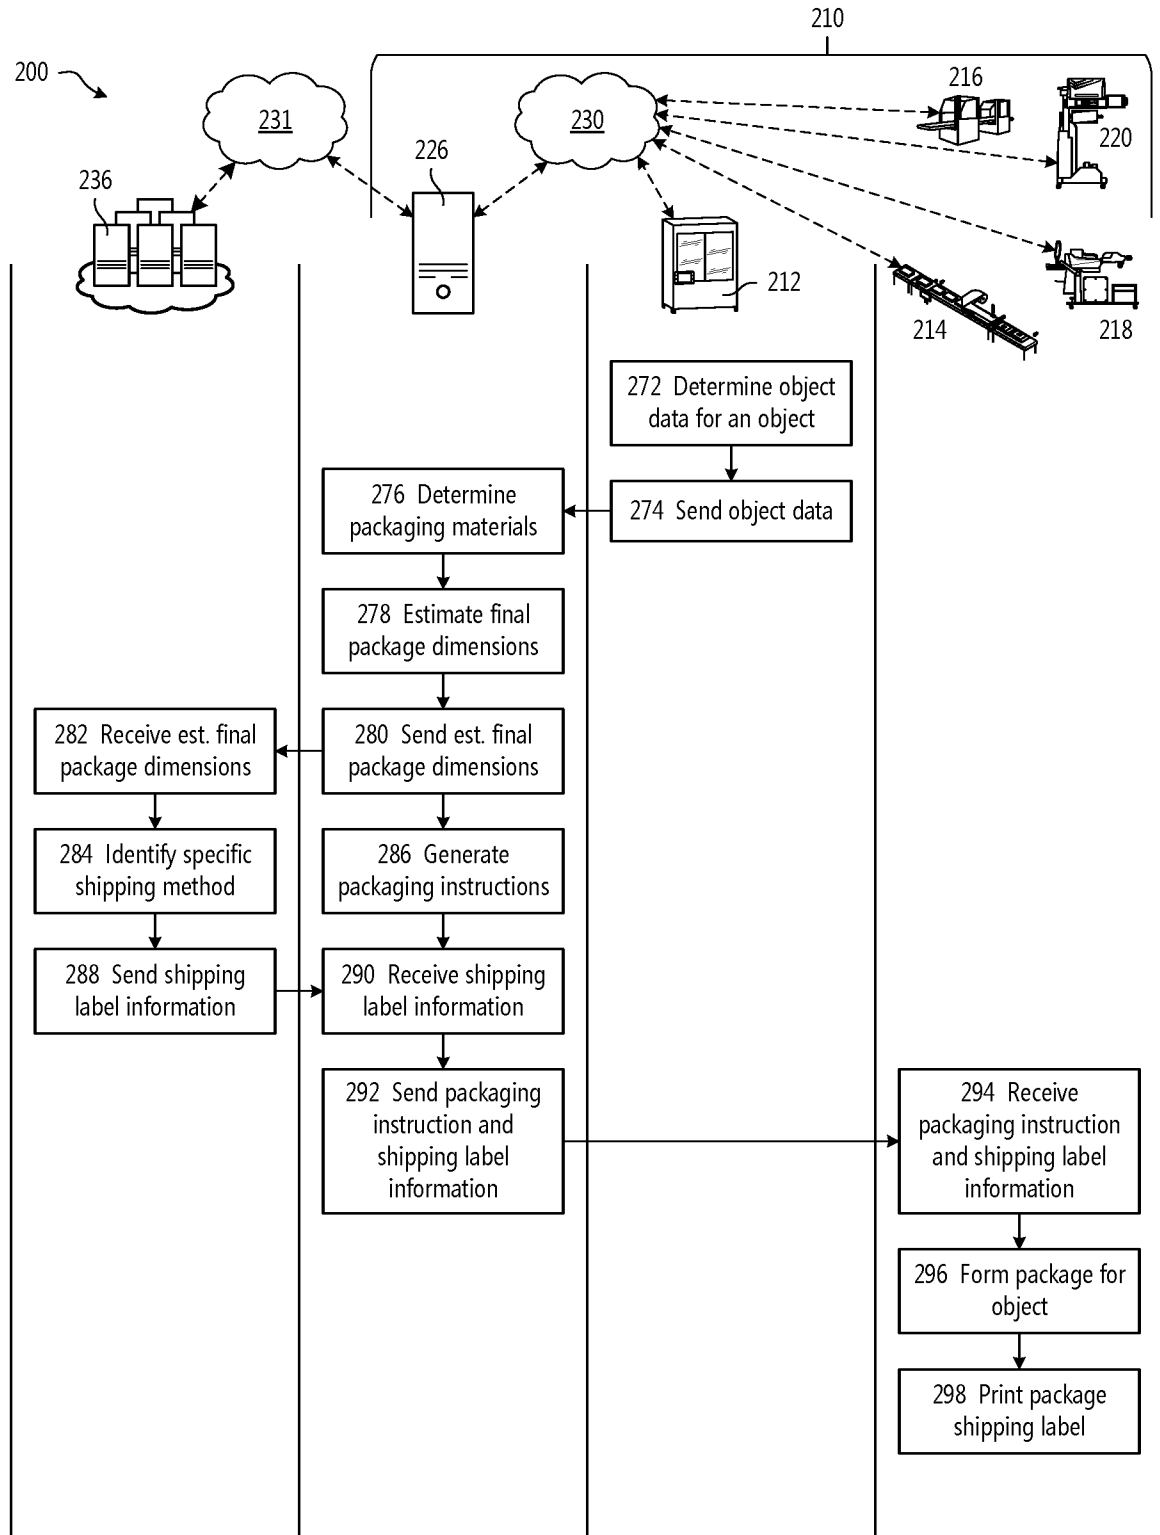 210
200
216
231
230
220
226
236
212
214
218
272 Determine object
data for an object
276 Determine
packaging materials
274 Send object data
278 Estimate final
package dimensions
282 Receive est. final
package dimensions
280 Send est. final
package dimensions
284 Identify specific
shipping method
286 Generate
packaging instructions
288 Send shipping
label information
290 Receive shipping
label information
292 Send packaging
instruction and
shipping label
information
294 Receive
packaging instruction
and shipping label
information
296 Form package for
object
298 Print package
shipping label